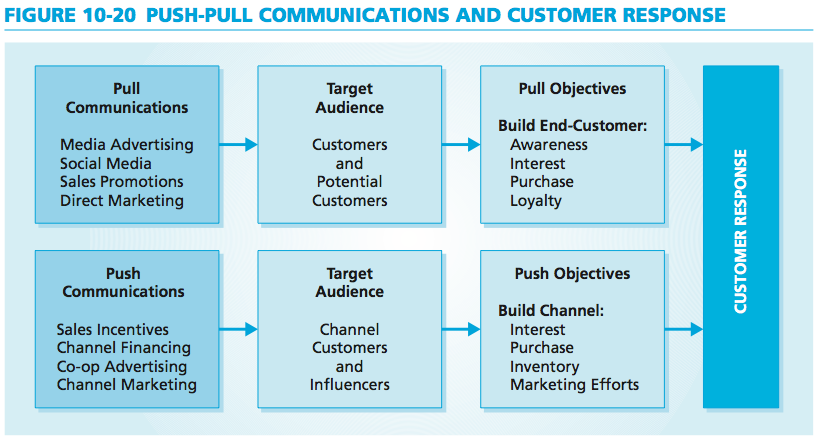 FIGURE 10-20 PUSH-PULL COMMUNICATIONS AND CUSTOMER RESPONSE
Pull
Communications
Media Advertising
Social Media
Sales Promotions
Direct Marketing
Target
Audience
Customers
and
Potential
Customers
Pull Objectives
Build End-Customer:
Awareness
Interest
Purchase
Loyalty
Push
Communications
Sales Incentives
Channel Financing
Co-op Advertising
Channel Marketing
Target
Audience
Channel
Customers
and
Influencers
Push Objectives
Build Channel:
Interest
Purchase
Inventory
Marketing Efforts
CUSTOMER RESPONSE